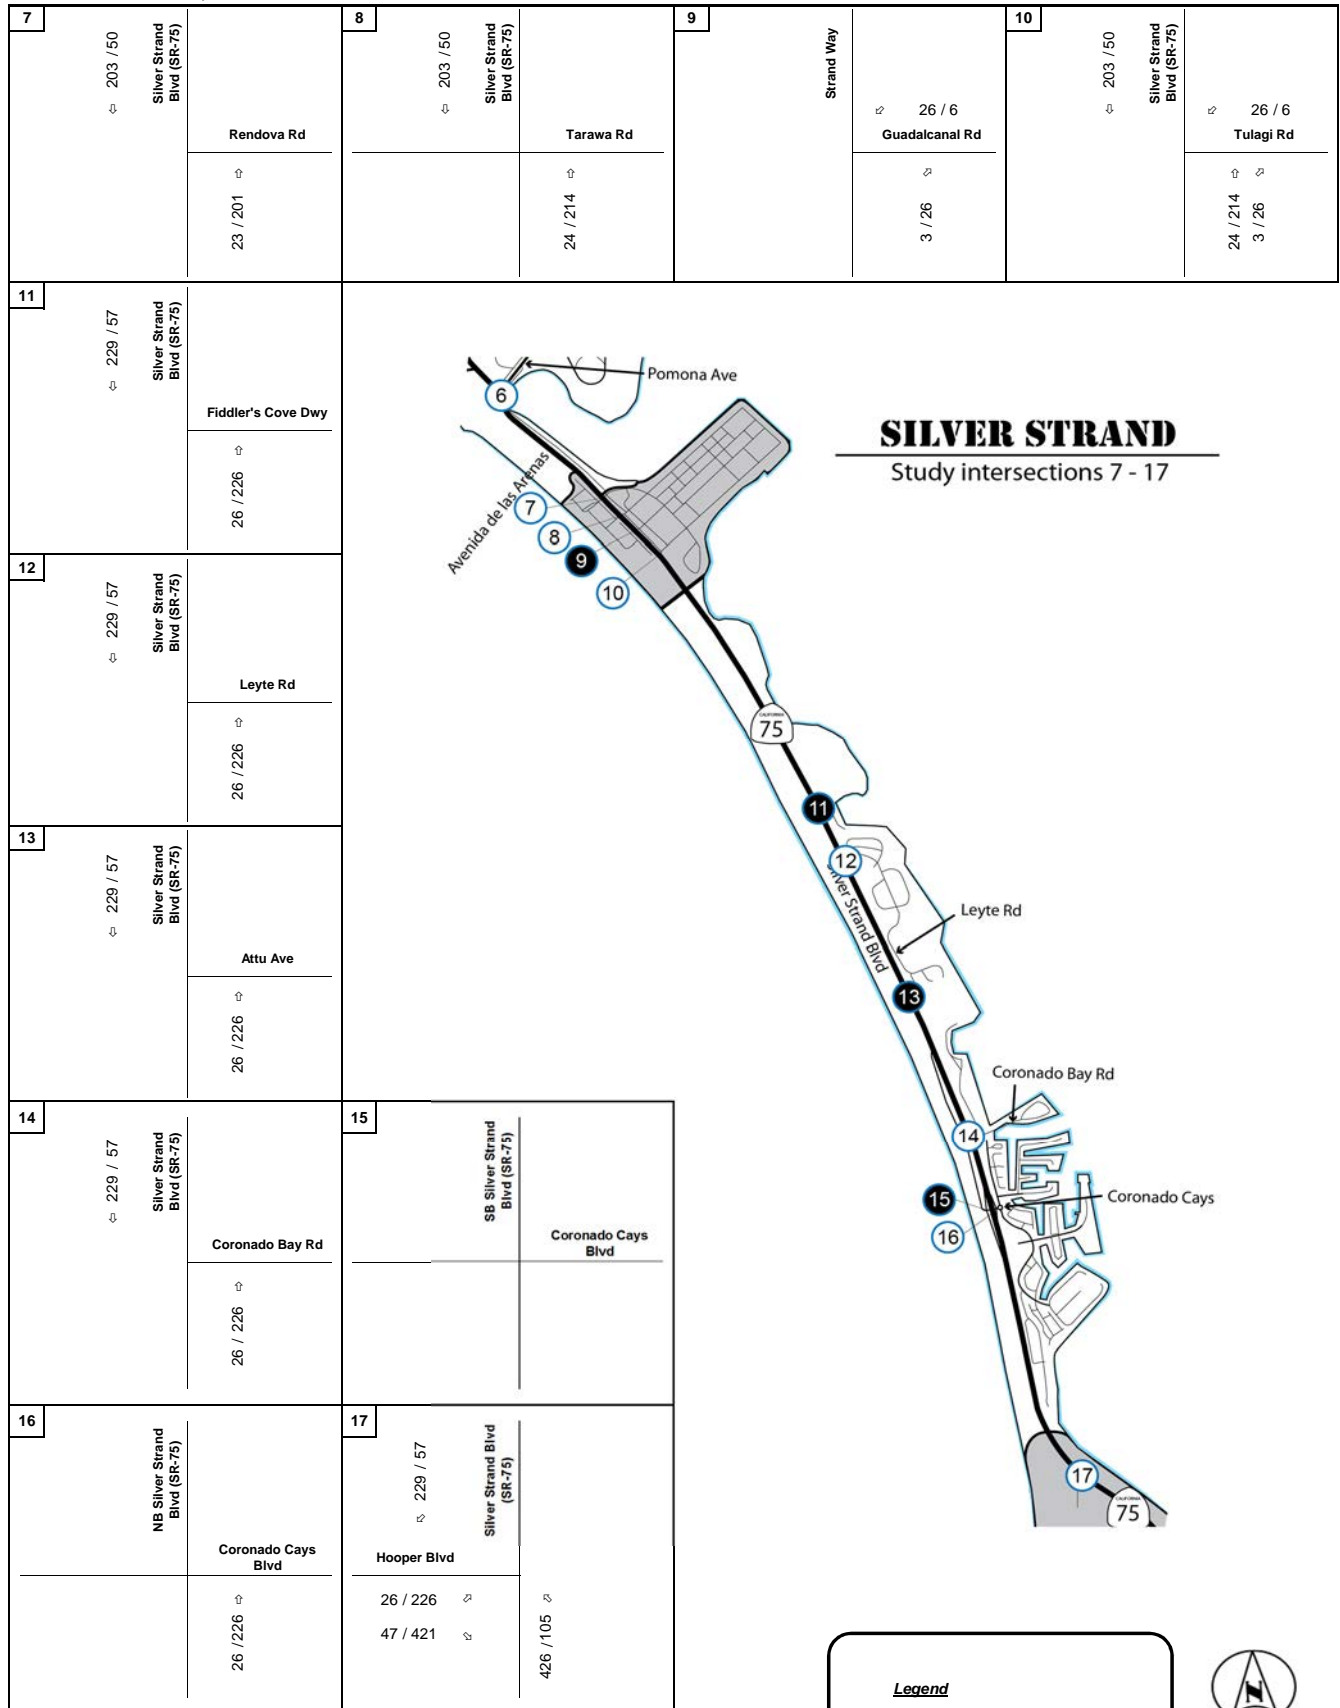 7
203 / 50
Silver Strand
Blvd (SR-75)
Rendova Rd
23 / 201
8
203 / 50
Silver Strand
Blvd (SR-75)
Tarawa Rd
24 / 214
9
Strand Way
26 / 6
Guadalcanal Rd
3 / 26
10
203 / 50
Silver Strand
Blvd (SR-75)
26 / 6
Tulagi Rd
24 / 214
3 / 26
11
229 / 57
Silver Strand
Blvd (SR-75)
Fiddler's Cove Dwy
26 / 226
12
229 / 57
Silver Strand
Blvd (SR-75)
Leyte Rd
26 / 226
13
229 / 57
Silver Strand
Blvd (SR-75)
Attu Ave
26 / 226
14
229 / 57
Silver Strand
Blvd (SR-75)
Coronado Bay Rd
26 / 226
15
SB Silver Strand
Blvd (SR-75)
Coronado Cays
Blvd
16
NB Silver Strand
Blvd (SR-75)
Coronado Cays
Blvd
26 / 226
17
229 / 57
Silver Strand Blvd
(SR-75)
Hooper Blvd
26 / 226
47 / 421
426 / 105
SILVER STRAND
Study intersections 7 - 17
Pomona Ave
6
Avenida de las Arenas
7
8
9
10
CALIFORNIA
75
11
12
Silver Strand Blvd
Leyte Rd
13
Coronado Bay Rd
14
15
Coronado Cays
16
17
CALIFORNIA
75
Legend
N